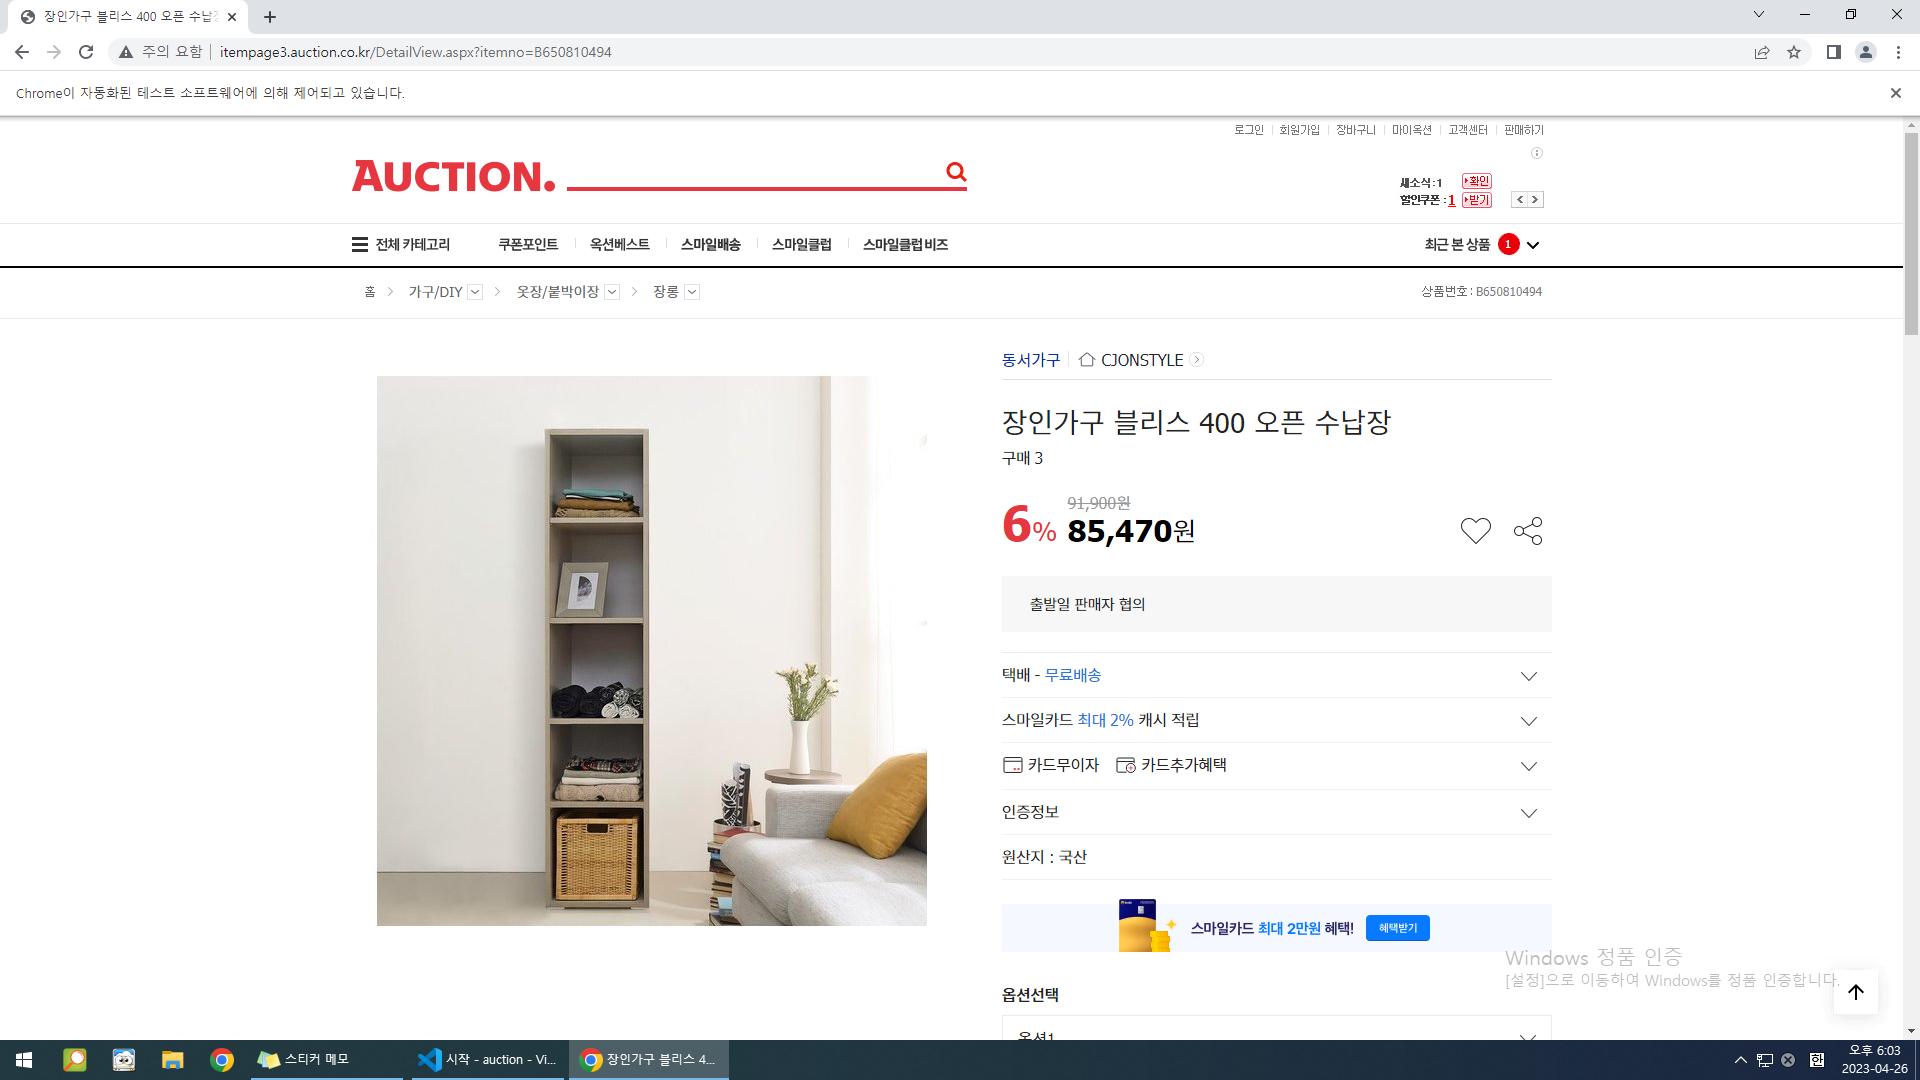 장인가구 블리스 400 오픈 수납장
주의 요함 itempage3.auction.co.kr/DetailView.aspx?itemno=B650810494
Chrome이 자동화된 테스트 소프트웨어에 의해 제어되고 있습니다.
로그인 회원가입 장바구니 마이옥션 고객센터 판매하기
AUCTION.
새소식:1 확인
할인쿠폰:1 받기
전체 카테고리 쿠폰포인트 옥션베스트 스마일배송 스마일클럽 스마일클럽 비즈 최근 본 상품 1
홈 가구/DIY 옷장/붙박이장 장롱 상품번호 : B650810494
동서가구 CJONSTYLE
장인가구 블리스 400 오픈 수납장
구매 3
91,900원
6% 85,470원
출발일 판매자 협의
택배 - 무료배송
스마일카드 최대 2% 캐시 적립
카드무이자 카드추가혜택
인증정보
원산지 : 국산
스마일카드 최대 2만원 혜택! 혜택받기
Windows 정품 인증
[설정]으로 이동하여 Windows를 정품 인증합니다.
옵션선택
옵션1
스티커 메모 시작 - auction - Vi... 장인가구 블리스 4... 한 오후 6:03
2023-04-26